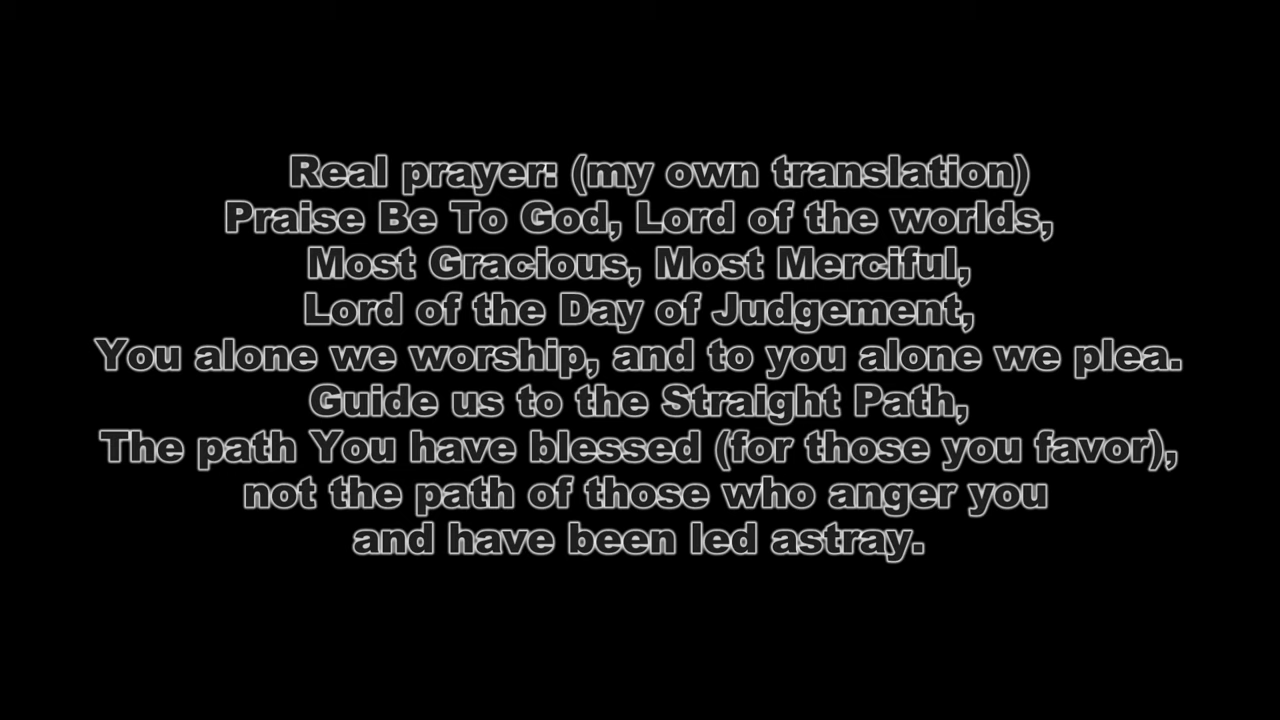 Real prayer: (my own translation)
Praise Be To God, Lord of the worlds,
Most Gracious, Most Merciful,
Lord of the Day of Judgement,
You alone we worship, and to you alone we plea.
Guide us to the Straight Path,
The path You have blessed (for those you favor),
not the path of those who anger you
and have been led astray.